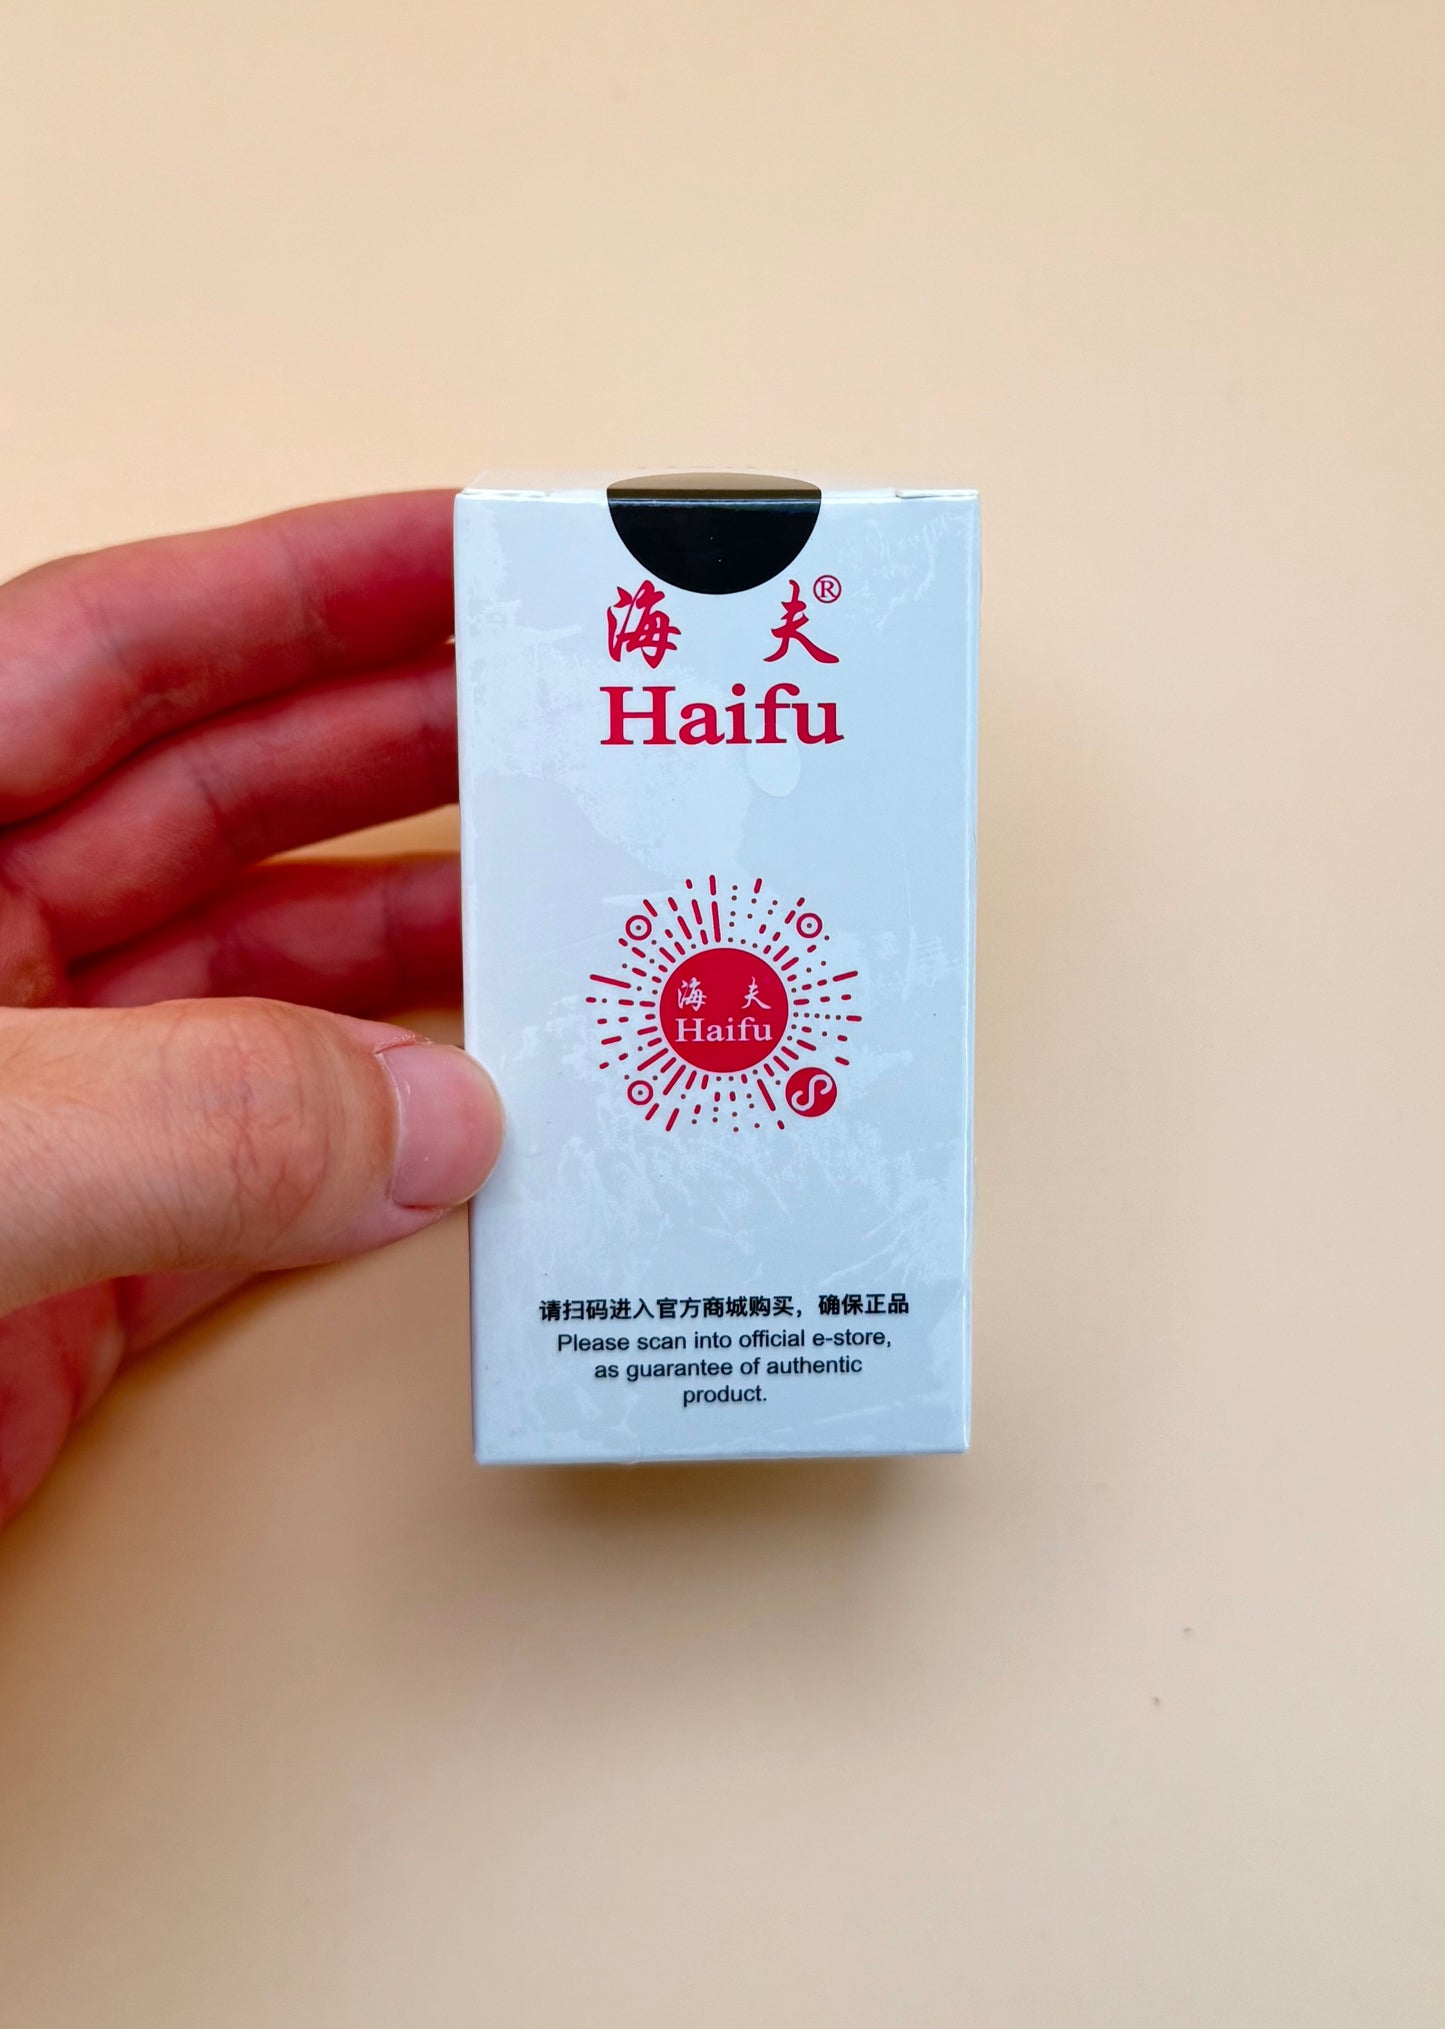 海 夫®
Haifu
海 夫
Haifu
请扫码进入官方商城购买，确保正品
Please scan into official e-store,
as guarantee of authentic
product.